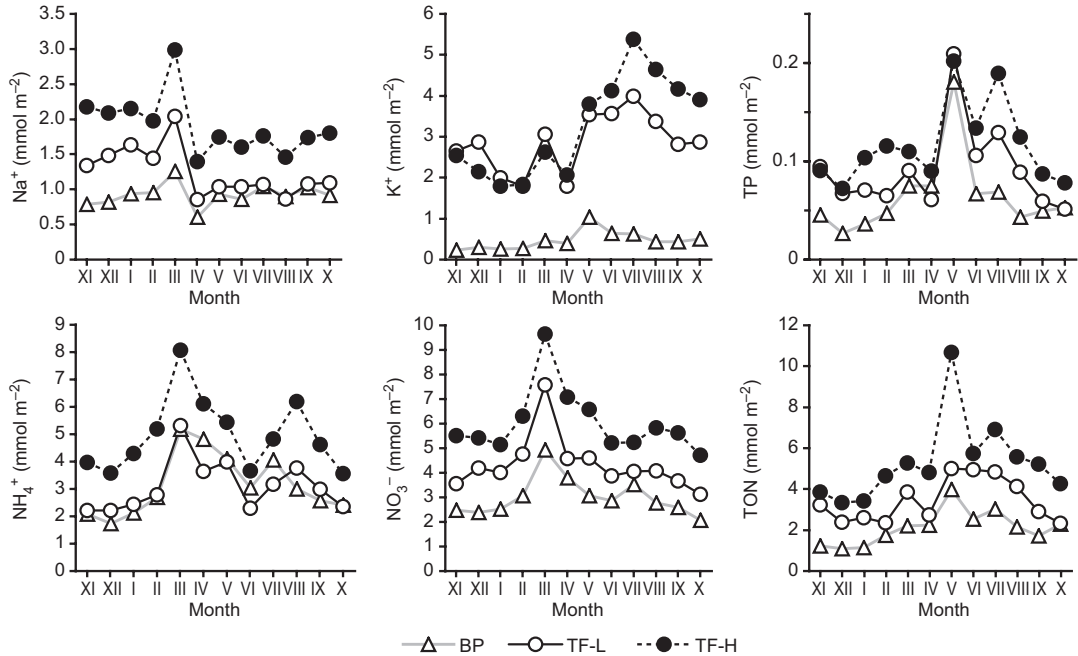 Na⁺ (mmol m⁻²)
3.5
3.0
2.5
2.0
1.5
1.0
0.5
0
XI XII I II III IV V VI VII VIII IX X
Month
K⁺ (mmol m⁻²)
6
5
4
3
2
1
0
XI XII I II III IV V VI VII VIII IX X
Month
TP (mmol m⁻²)
0.2
0.1
0
XI XII I II III IV V VI VII VIII IX X
Month
NH₄⁺ (mmol m⁻²)
9
8
7
6
5
4
3
2
1
0
XI XII I II III IV V VI VII VIII IX X
Month
NO₃⁻ (mmol m⁻²)
10
9
8
7
6
5
4
3
2
1
0
XI XII I II III IV V VI VII VIII IX X
Month
TON (mmol m⁻²)
12
10
8
6
4
2
0
XI XII I II III IV V VI VII VIII IX X
Month
BP TF-L TF-H